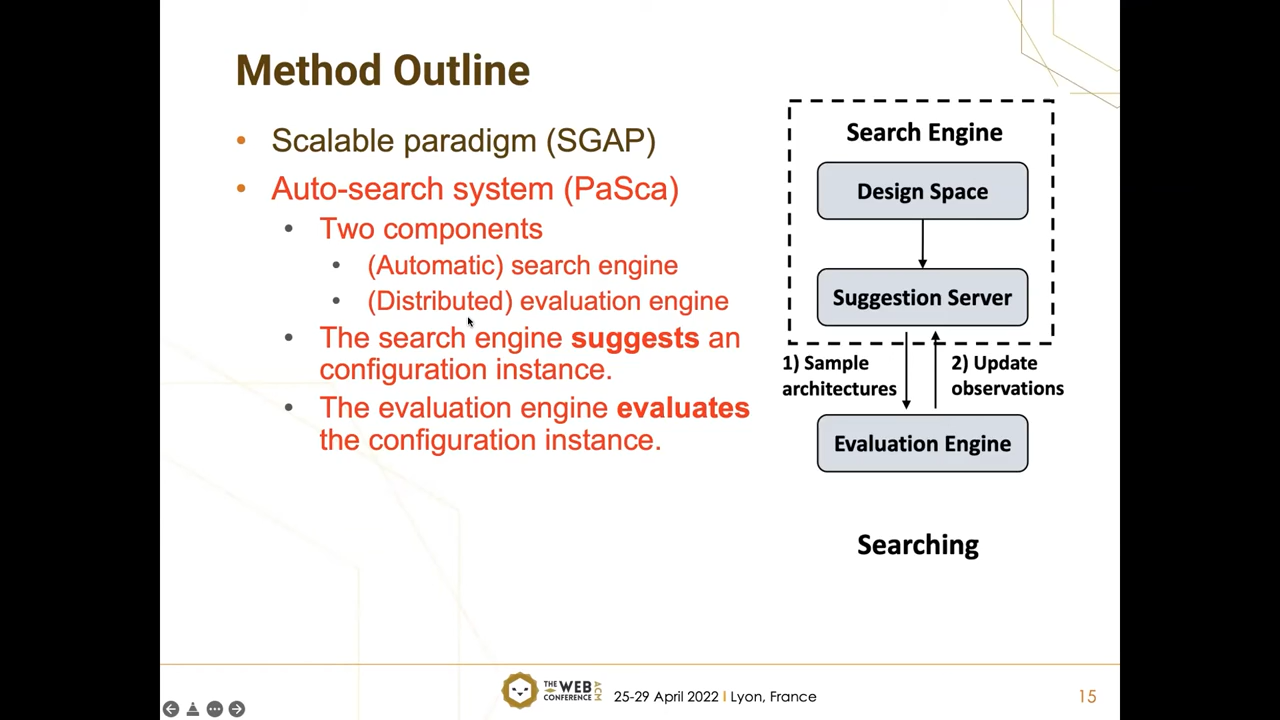 Method Outline
• Scalable paradigm (SGAP)
• Auto-search system (PaSca)
• Two components
• (Automatic) search engine
• (Distributed) evaluation engine
• The search engine suggests an
configuration instance.
• The evaluation engine evaluates
the configuration instance.
Search Engine
Design Space
Suggestion Server
1) Sample
architectures
2) Update
observations
Evaluation Engine
Searching
THE WEB
CONFERENCE
ACM
25-29 April 2022 I Lyon, France
15